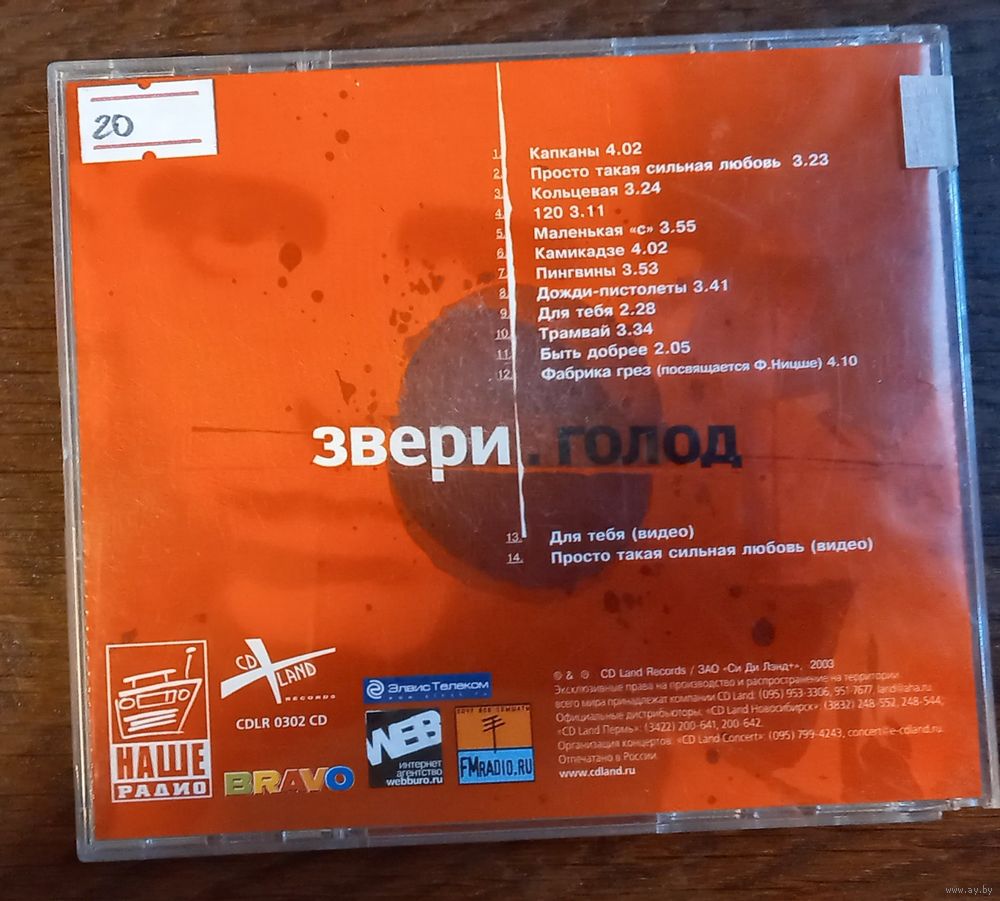 20
1. Капканы 4.02
2. Просто такая сильная любовь 3.23
3. Кольцевая 3.24
4. 120 3.11
5. Маленькая «с» 3.55
6. Камикадзе 4.02
7. Пингвины 3.53
8. Дожди-пистолеты 3.41
9. Для тебя 2.28
10. Трамвай 3.34
11. Быть добрее 2.05
12. Фабрика грез (посвящается Ф.Ницше) 4.10
звери. голод
13. Для тебя (видео)
14. Просто такая сильная любовь (видео)
НАШЕ
РАДИО
CD LAND
RECORDS
CDLR 0302 CD
BRAVO
Элвис Телеком
WEB
интернет
агентство
webburo.ru
FMRADIO.RU
℗ & © CD Land Records / ЗАО «Си Ди Лэнд+», 2003
Эксклюзивные права на производство и распространение на территории
всего мира принадлежат компании CD Land: (095) 953-3306, 951-7677, land@aha.ru
Официальные дистрибьюторы: «CD Land Новосибирск»: (3832) 248-552, 248-544;
«CD Land Пермь»: (3422) 200-641, 200-642.
Организация концертов: «CD Land Concert»: (095) 799-4243, concert@e-cdland.ru
Отпечатано в России.
www.cdland.ru
www.ay.by